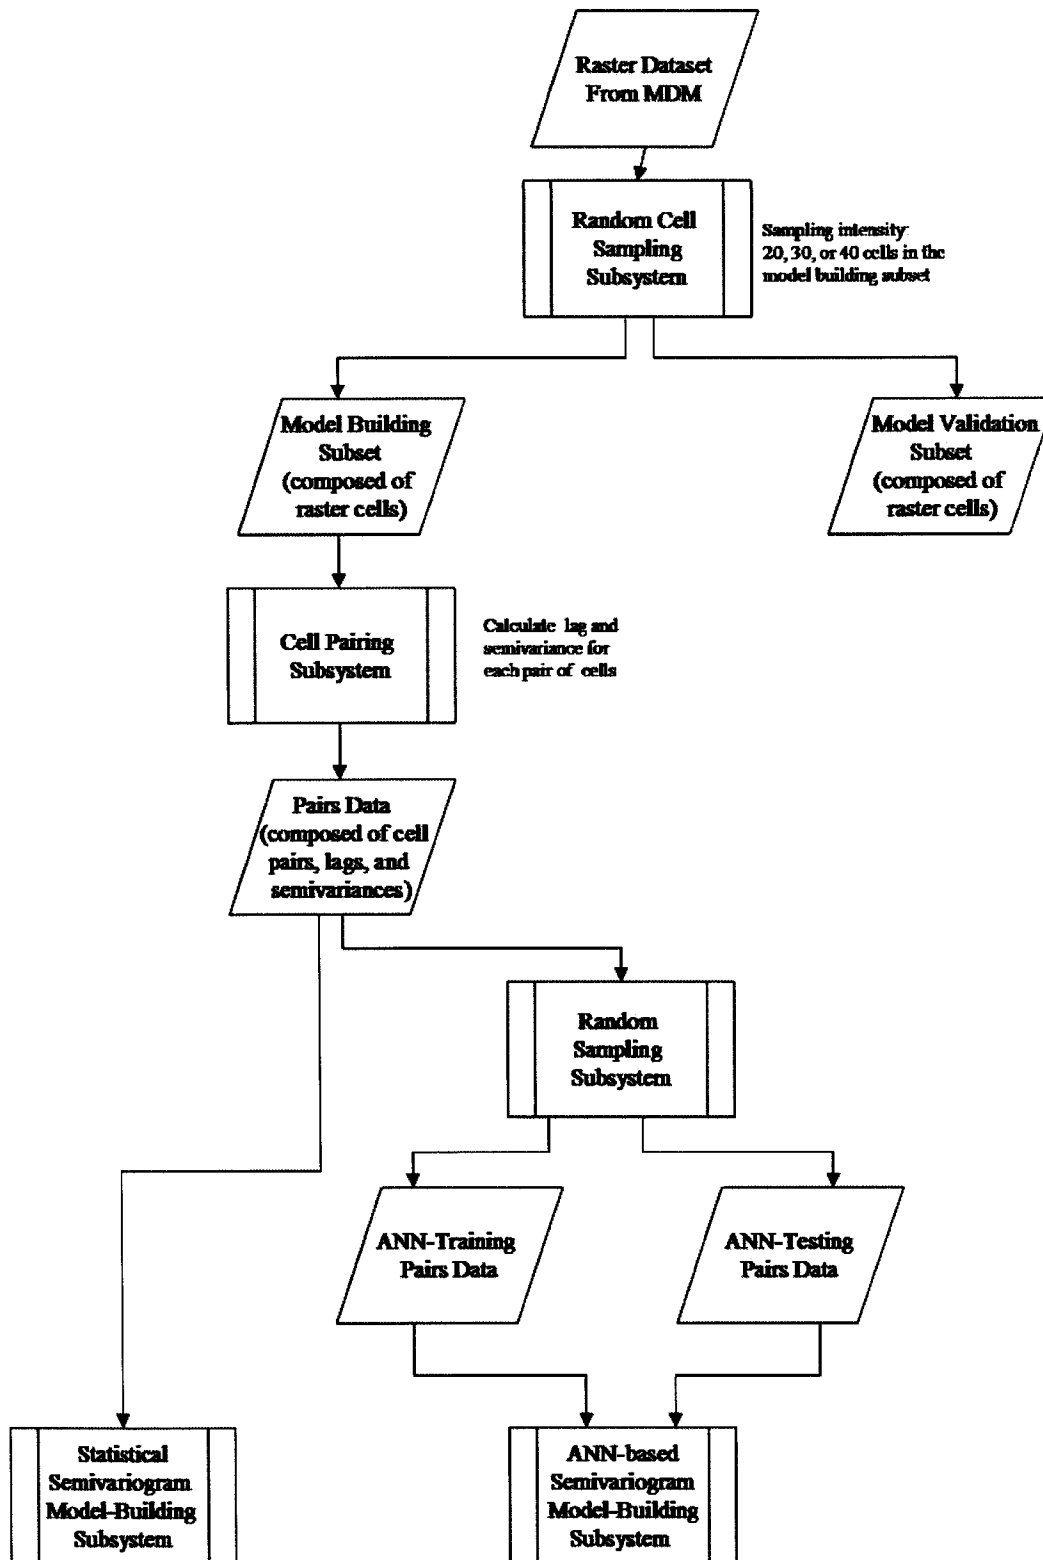 Raster Dataset
From MDM
Random Cell
Sampling
Subsystem
Sampling intensity:
20, 30, or 40 cells in the
model building subset
Model Building
Subset
(composed of
raster cells)
Model Validation
Subset
(composed of
raster cells)
Cell Pairing
Subsystem
Calculate lag and
semivariance for
each pair of cells
Pairs Data
(composed of cell
pairs, lags, and
semivariances)
Random
Sampling
Subsystem
ANN-Training
Pairs Data
ANN-Testing
Pairs Data
Statistical
Semivariogram
Model-Building
Subsystem
ANN-based
Semivariogram
Model-Building
Subsystem